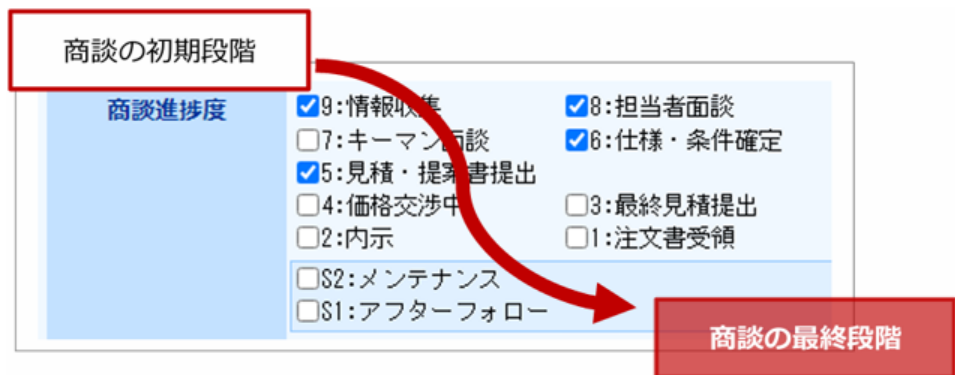 商談の初期段階
商談進捗度
9:情報収集 8:担当者面談
7:キーマン面談 6:仕様・条件確定
5:見積・提案書提出
4:価格交渉中 3:最終見積提出
2:内示 1:注文書受領
S2:メンテナンス
S1:アフターフォロー
商談の最終段階